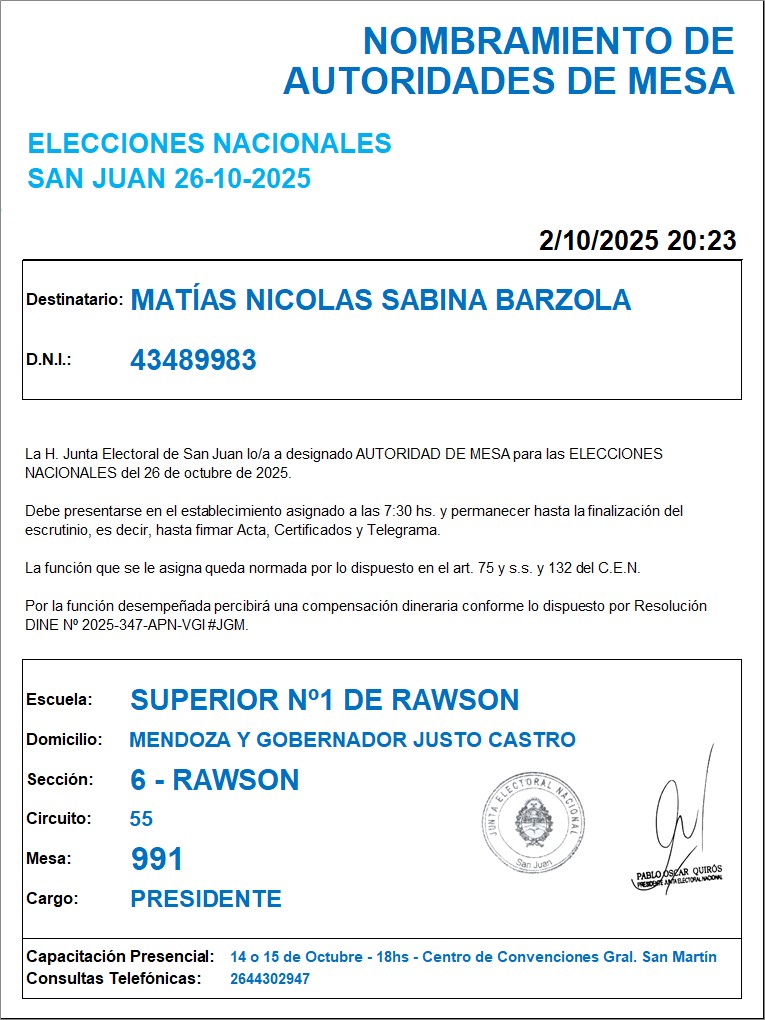 NOMBRAMIENTO DE
AUTORIDADES DE MESA
ELECCIONES NACIONALES
SAN JUAN 26-10-2025
2/10/2025 20:23
Destinatario: MATÍAS NICOLAS SABINA BARZOLA
D.N.I.: 43489983
La H. Junta Electoral de San Juan lo/a a designado AUTORIDAD DE MESA para las ELECCIONES
NACIONALES del 26 de octubre de 2025.
Debe presentarse en el establecimiento asignado a las 7:30 hs. y permanecer hasta la finalización del
escrutinio, es decir, hasta firmar Acta, Certificados y Telegrama.
La función que se le asigna queda normada por lo dispuesto en el art. 75 y s.s. y 132 del C.E.N.
Por la función desempeñada percibirá una compensación dineraria conforme lo dispuesto por Resolución
DINE Nº 2025-347-APN-VGI#JGM.
Escuela: SUPERIOR Nº1 DE RAWSON
Domicilio: MENDOZA Y GOBERNADOR JUSTO CASTRO
Sección: 6 - RAWSON
Circuito: 55
Mesa: 991
Cargo: PRESIDENTE
JUNTA ELECTORAL NACIONAL
San Juan
PABLO OSCAR QUIRÓS
PRESIDENTE JUNTA ELECTORAL NACIONAL
Capacitación Presencial: 14 o 15 de Octubre - 18hs - Centro de Convenciones Gral. San Martín
Consultas Telefónicas: 2644302947